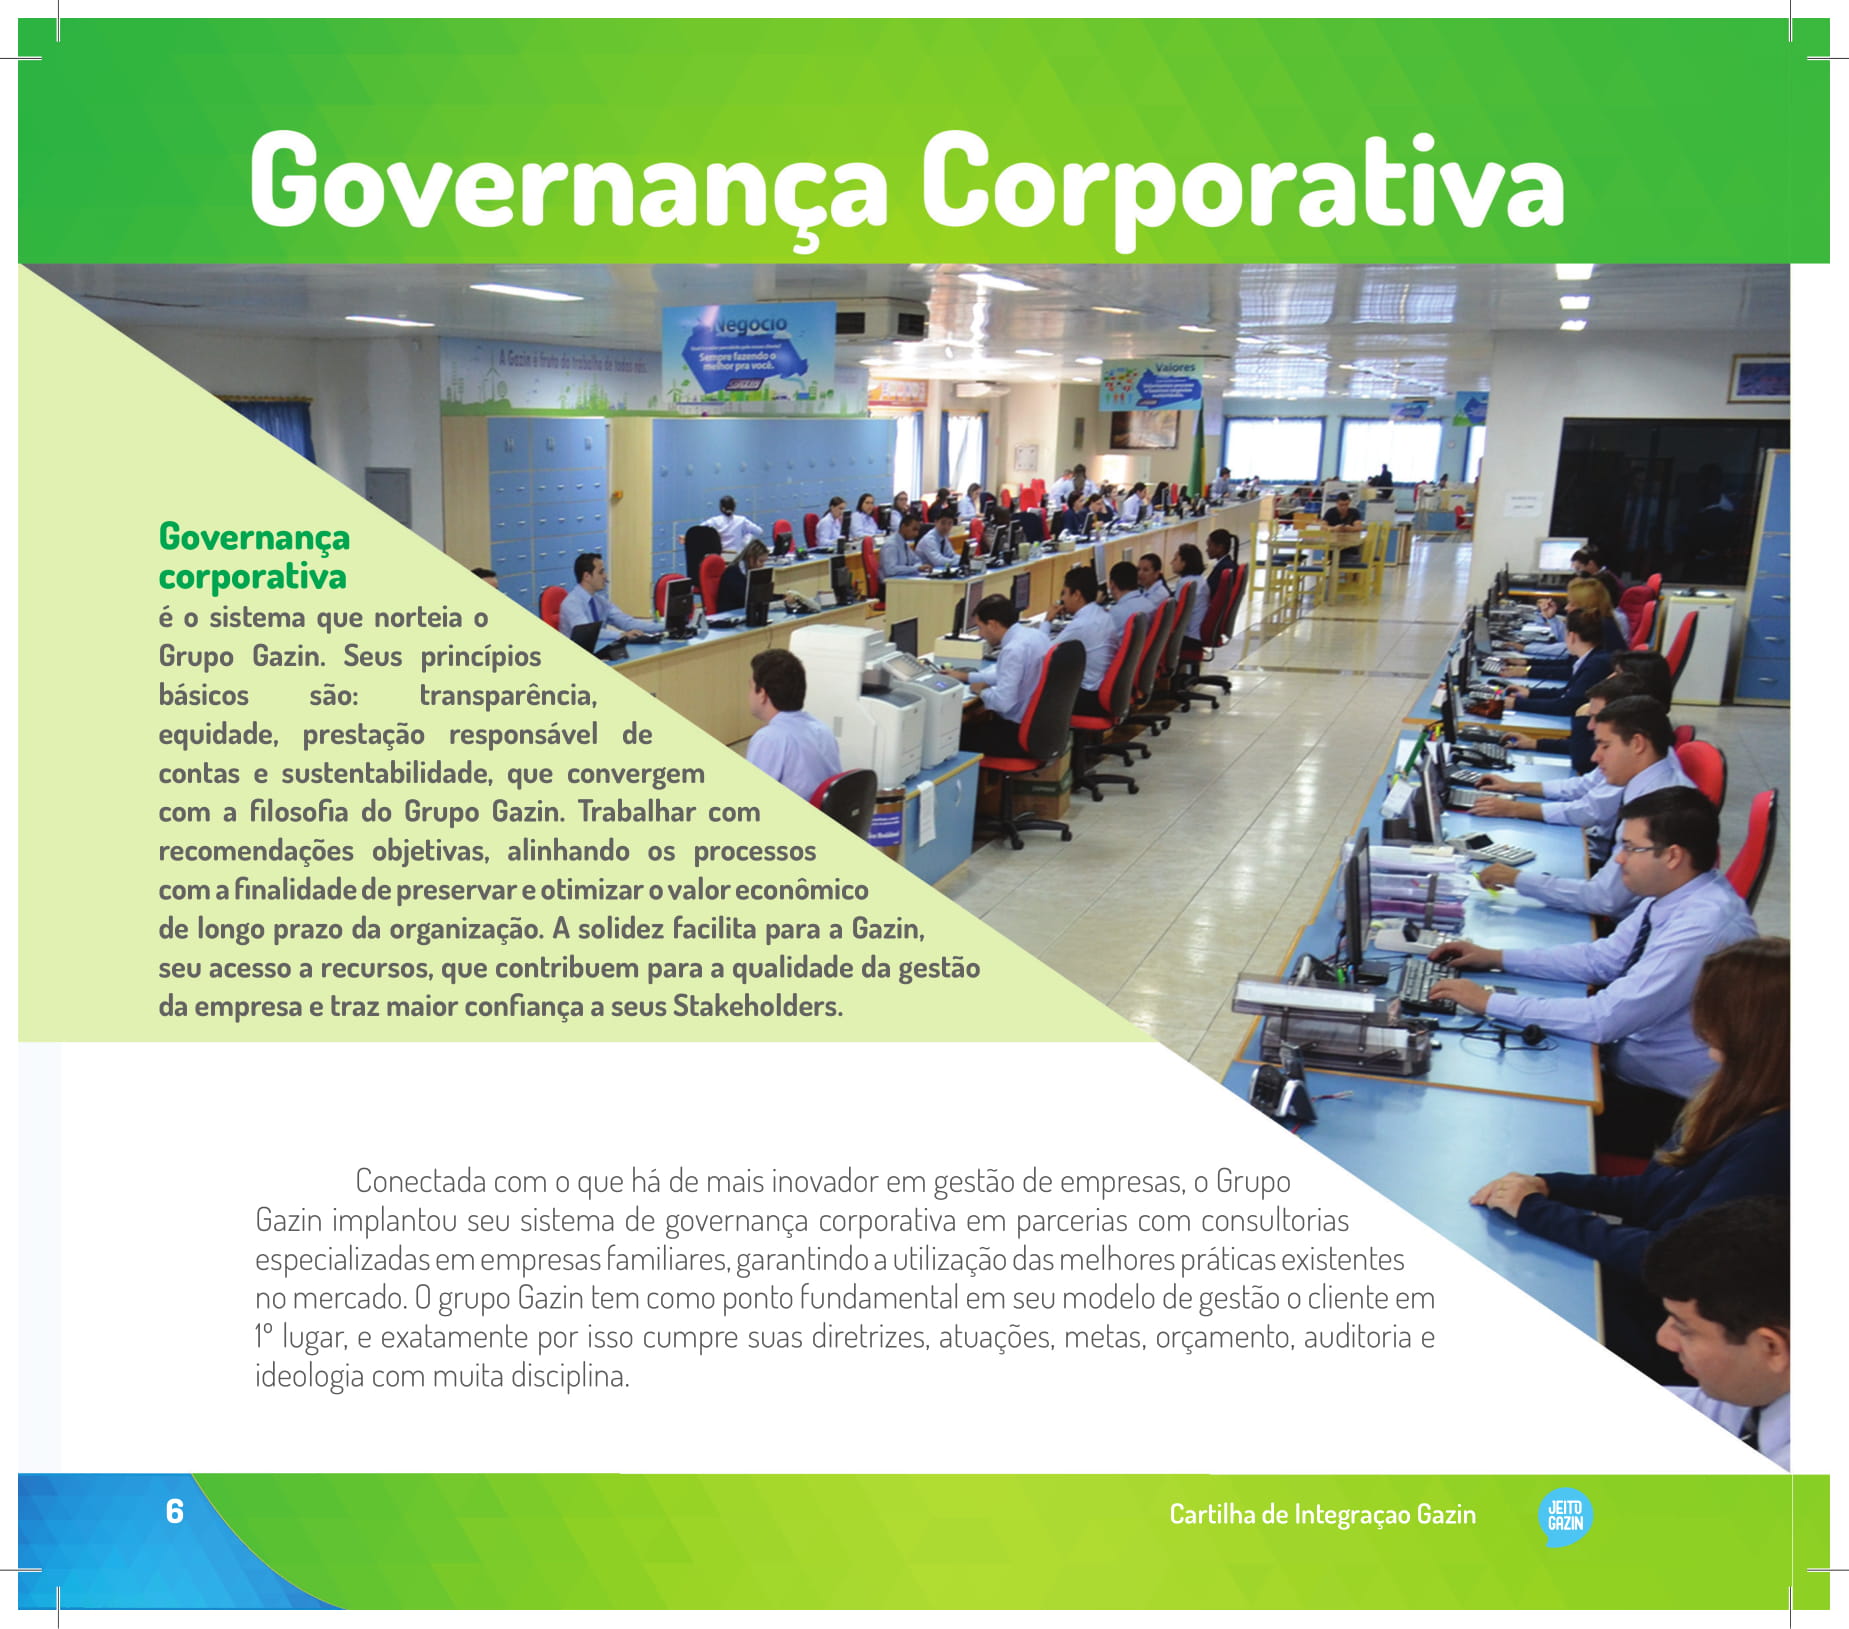 Governança Corporativa
A Gazin é fruto do trabalho de todos nós.
Negócio
Sempre fazendo o
melhor pra você.
Valores
Governança
corporativa
é o sistema que norteia o
Grupo Gazin. Seus princípios
básicos são: transparência,
equidade, prestação responsável de
contas e sustentabilidade, que convergem
com a filosofia do Grupo Gazin. Trabalhar com
recomendações objetivas, alinhando os processos
com a finalidade de preservar e otimizar o valor econômico
de longo prazo da organização. A solidez facilita para a Gazin,
seu acesso a recursos, que contribuem para a qualidade da gestão
da empresa e traz maior confiança a seus Stakeholders.
Conectada com o que há de mais inovador em gestão de empresas, o Grupo
Gazin implantou seu sistema de governança corporativa em parcerias com consultorias
especializadas em empresas familiares, garantindo a utilização das melhores práticas existentes
no mercado. O grupo Gazin tem como ponto fundamental em seu modelo de gestão o cliente em
1º lugar, e exatamente por isso cumpre suas diretrizes, atuações, metas, orçamento, auditoria e
ideologia com muita disciplina.
6
Cartilha de Integraçao Gazin
JEITO
GAZIN